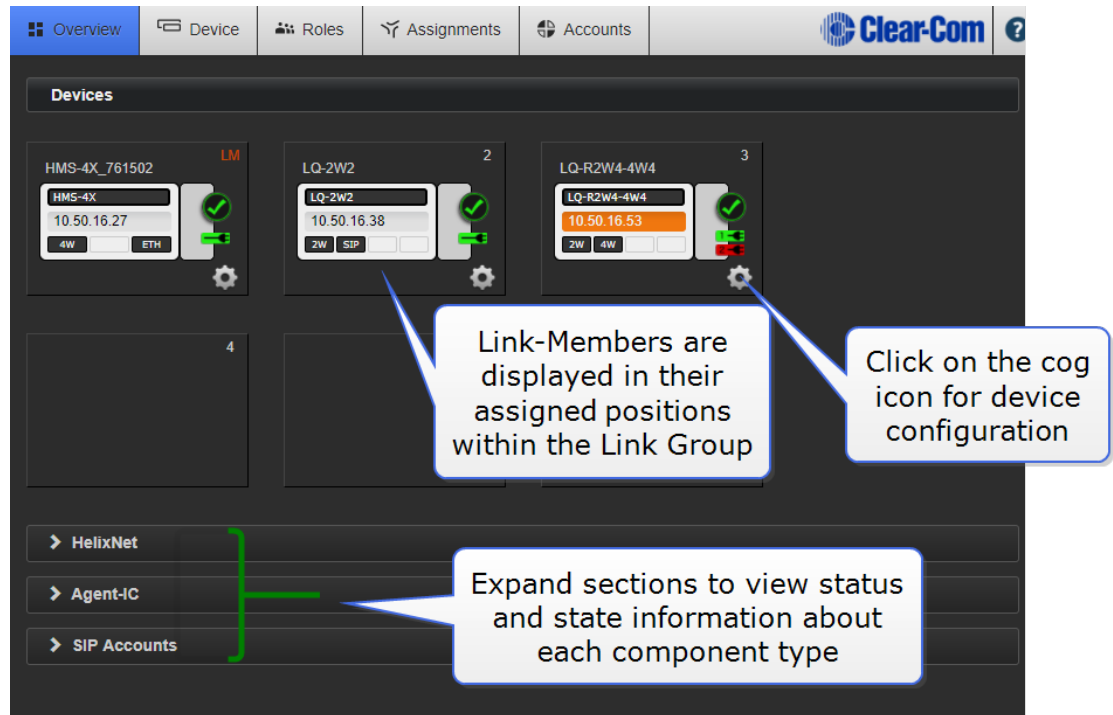 Overview
Device
Roles
Assignments
Accounts
Clear-Com
?
Devices
HMS-4X_761502
LM
HMS-4X
10.50.16.27
4W
ETH
LQ-2W2
2
LQ-2W2
10.50.16.38
2W
SIP
LQ-R2W4-4W4
3
LQ-R2W4-4W4
10.50.16.53
2W
4W
1
2
4
Link-Members are
displayed in their
assigned positions
within the Link Group
Click on the cog
icon for device
configuration
HelixNet
Agent-IC
SIP Accounts
Expand sections to view status
and state information about
each component type